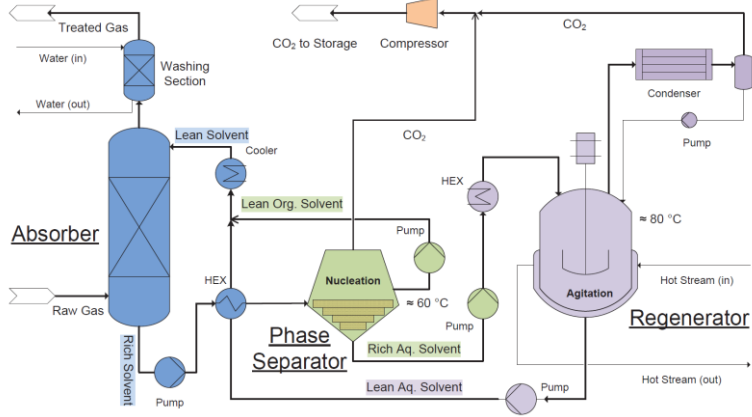 Treated Gas
Water (in)
Washing
Section
Water (out)
CO₂ to Storage
Compressor
CO₂
Condenser
Pump
Lean Solvent
Cooler
CO₂
HEX
Lean Org. Solvent
Absorber
Pump
≈ 80 °C
HEX
Nucleation
≈ 60 °C
Agitation
Hot Stream (in)
Raw Gas
Phase
Separator
Pump
Regenerator
Rich Solvent
Rich Aq. Solvent
Pump
Lean Aq. Solvent
Pump
Hot Stream (out)